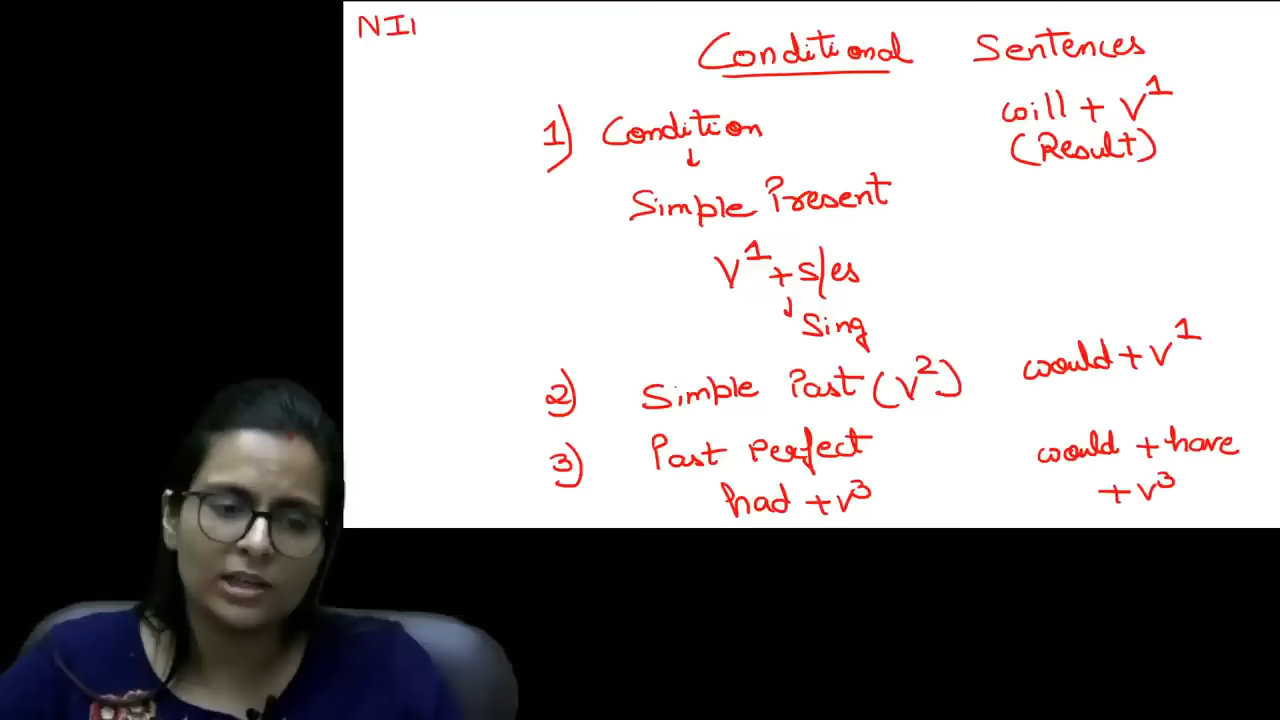 Conditional Sentences
1) Condition will + V¹
↓ (Result)
Simple Present
V¹ + s/es
↓ Sing
2) Simple Past (V²) would + V¹
3) Past Perfect would + have
had + V³ + V³